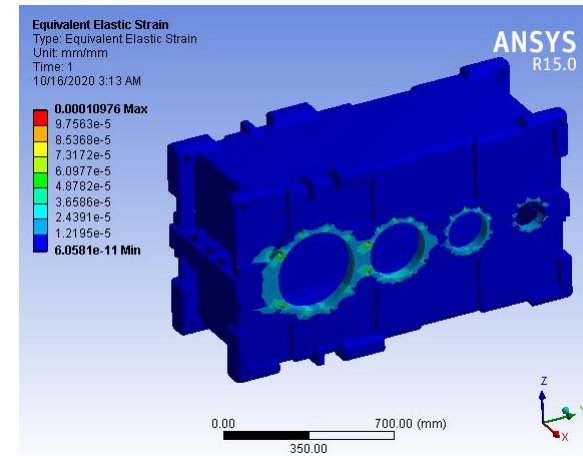 Equivalent Elastic Strain
Type: Equivalent Elastic Strain
Unit: mm/mm
Time: 1
10/16/2020 3:13 AM
ANSYS
R15.0
0.00010976 Max
9.7563e-5
8.5368e-5
7.3172e-5
6.0977e-5
4.8782e-5
3.6586e-5
2.4391e-5
1.2195e-5
6.0581e-11 Min
0.00
700.00 (mm)
350.00
Z
Y
X